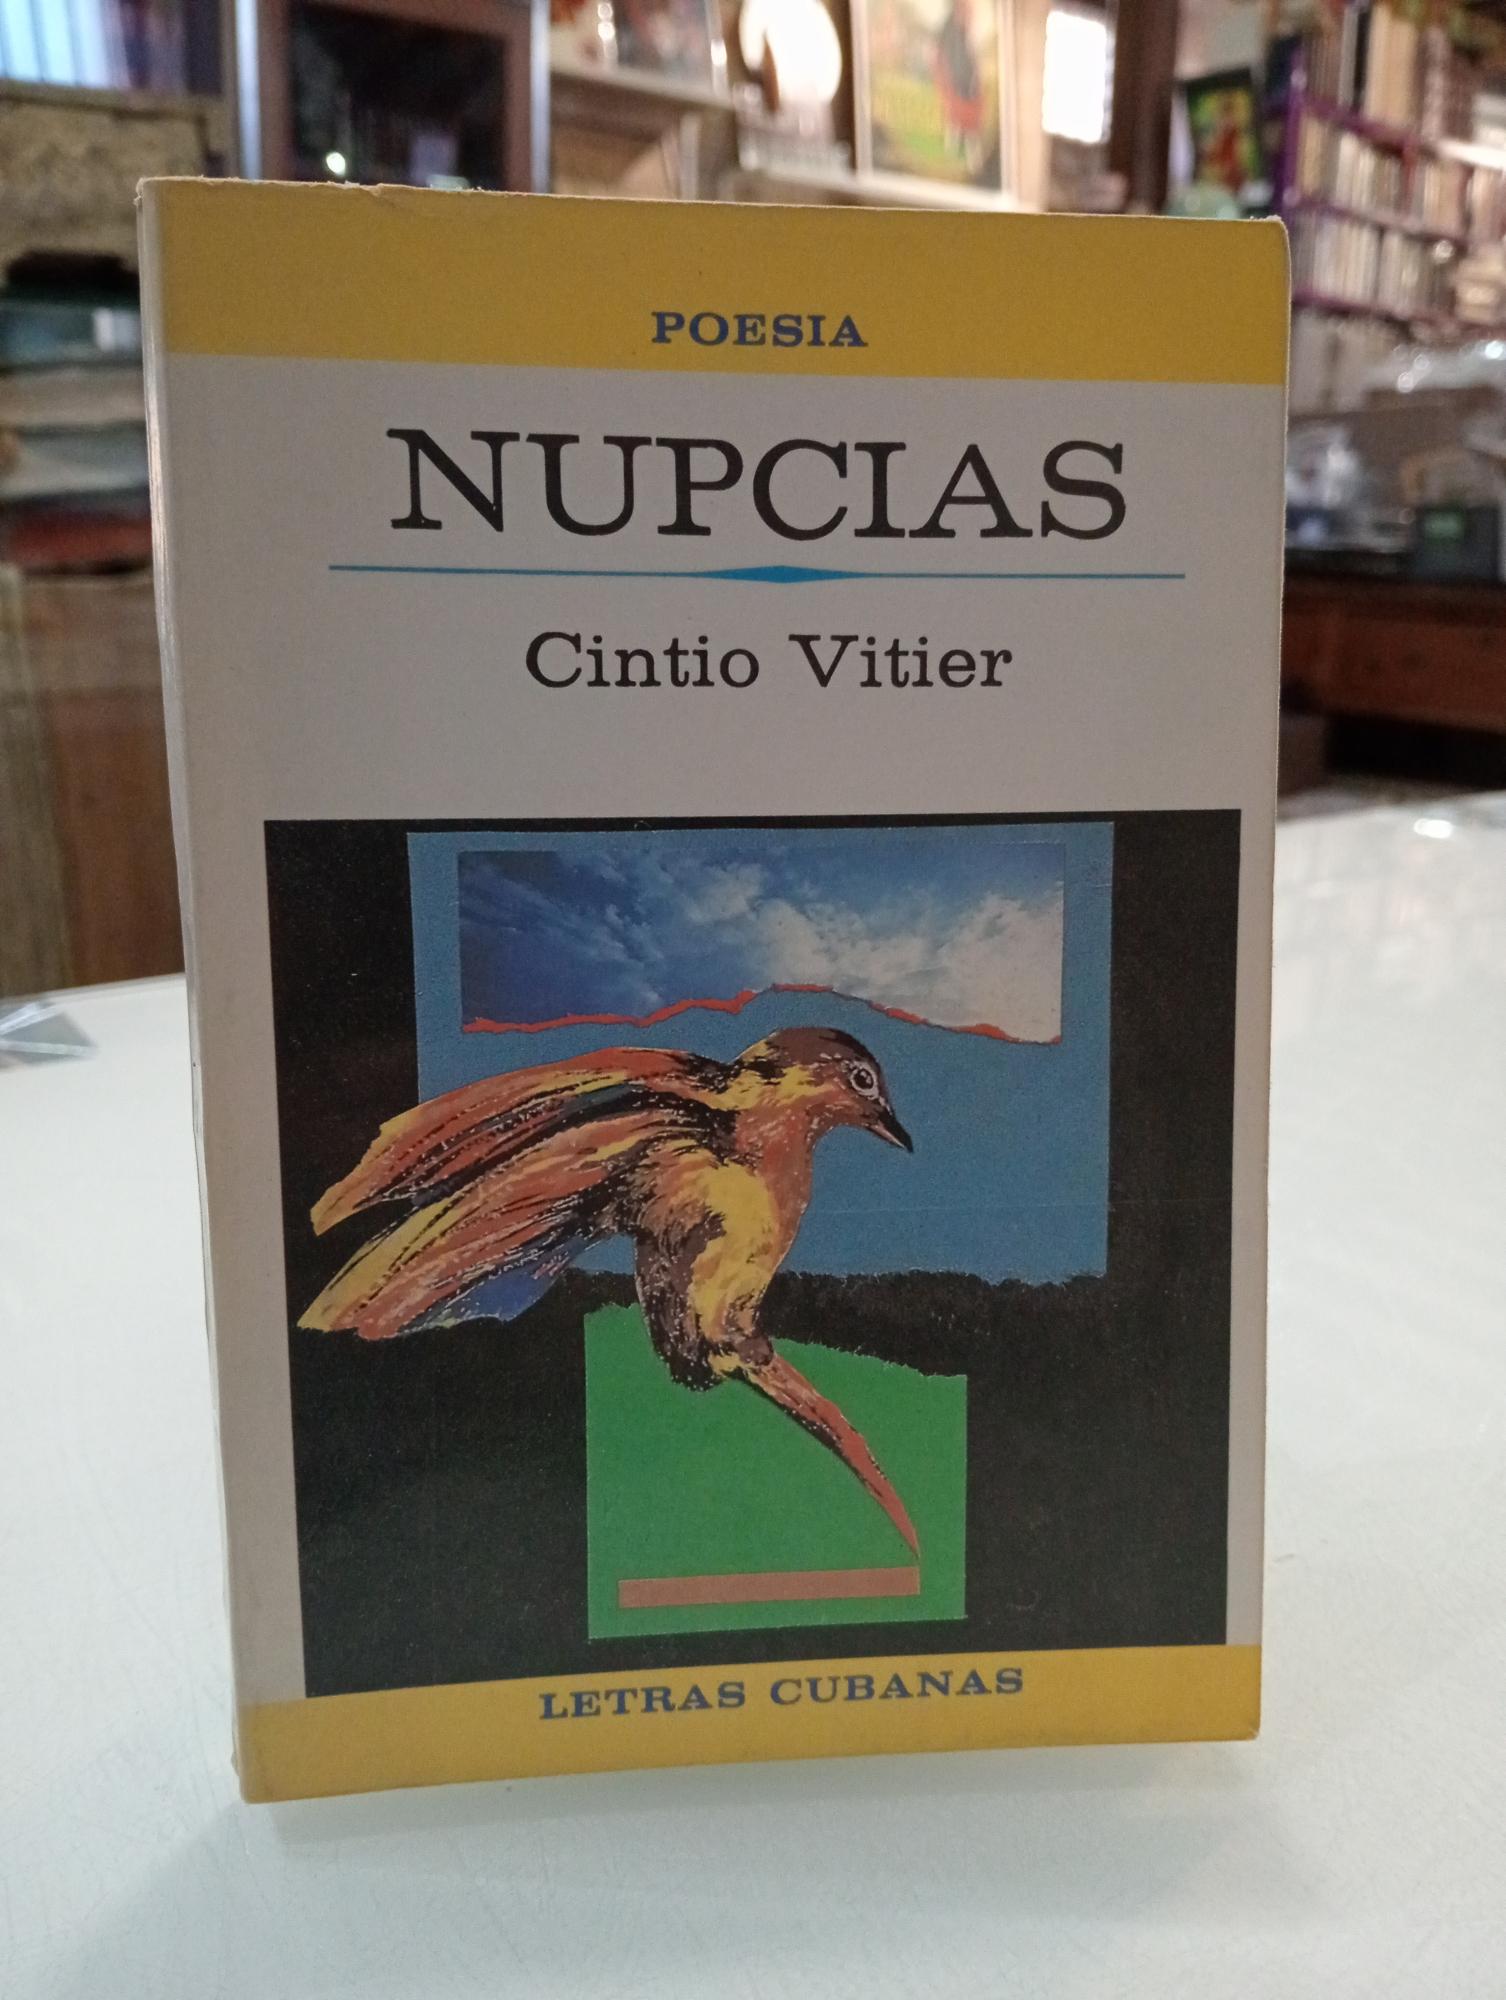 POESIA
NUPCIAS
Cintio Vitier
LETRAS CUBANAS